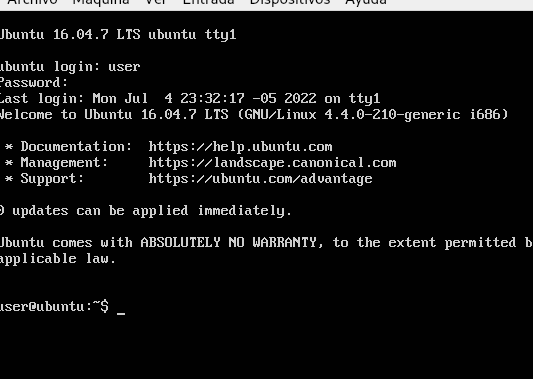 Archivo Máquina Ver Entrada Dispositivos Ayuda
Ubuntu 16.04.7 LTS ubuntu tty1
ubuntu login: user
Password:
Last login: Mon Jul  4 23:32:17 -05 2022 on tty1
Welcome to Ubuntu 16.04.7 LTS (GNU/Linux 4.4.0-210-generic i686)
* Documentation:  https://help.ubuntu.com
* Management:     https://landscape.canonical.com
* Support:        https://ubuntu.com/advantage
0 updates can be applied immediately.
Ubuntu comes with ABSOLUTELY NO WARRANTY, to the extent permitted b
applicable law.
user@ubuntu:~$ _